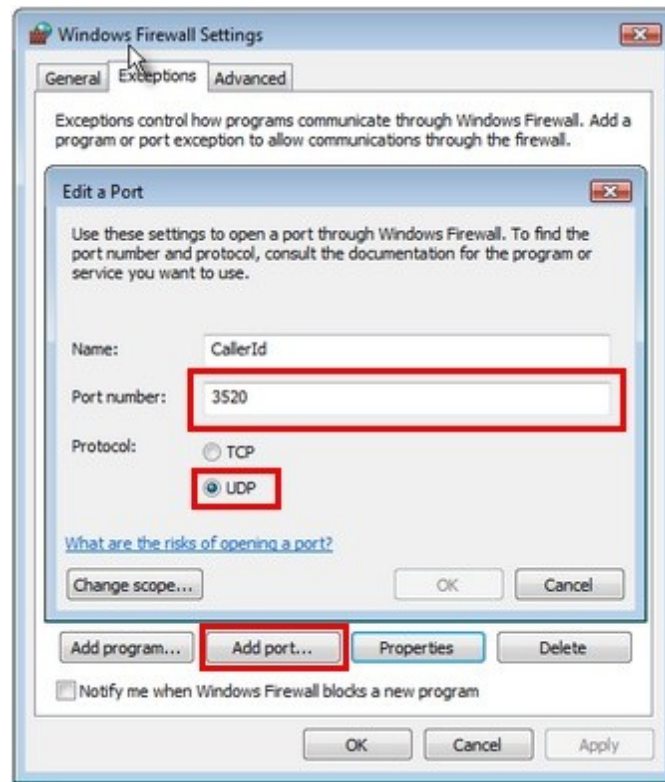 Windows Firewall Settings
General Exceptions Advanced
Exceptions control how programs communicate through Windows Firewall. Add a
program or port exception to allow communications through the firewall.
Edit a Port
Use these settings to open a port through Windows Firewall. To find the
port number and protocol, consult the documentation for the program or
service you want to use.
Name: CallerId
Port number: 3520
Protocol: TCP
UDP
What are the risks of opening a port?
Change scope... OK Cancel
Add program... Add port... Properties Delete
Notify me when Windows Firewall blocks a new program
OK Cancel Apply